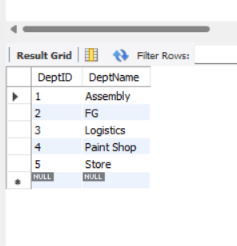 Result Grid Filter Rows:
DeptID DeptName
1 Assembly
2 FG
3 Logistics
4 Paint Shop
5 Store
NULL NULL